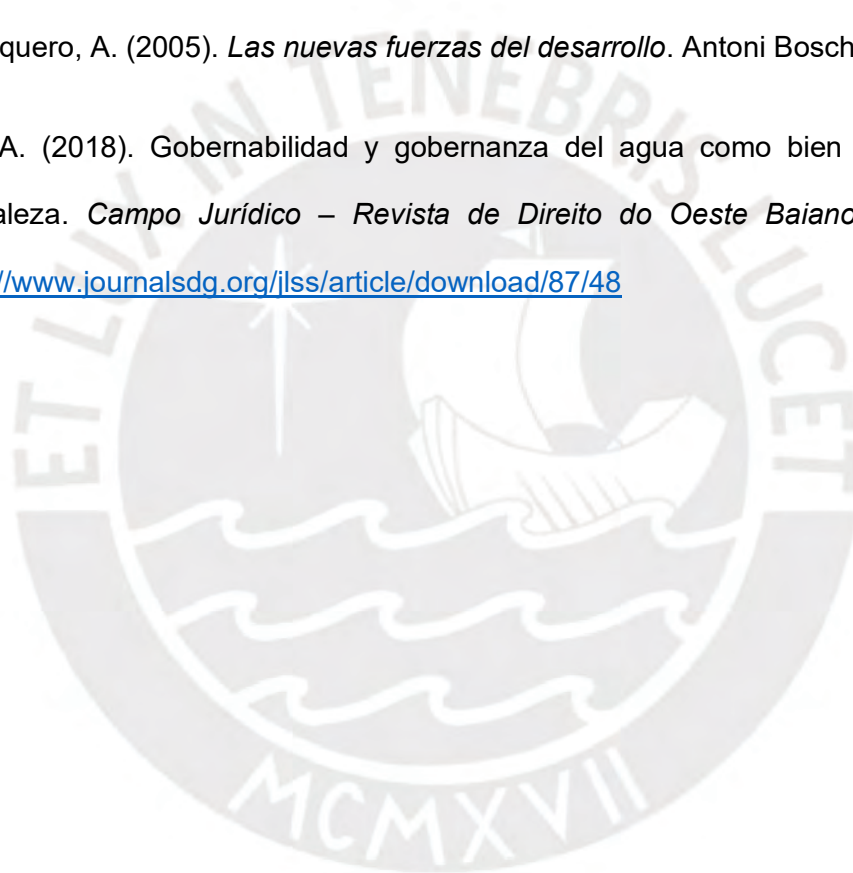 quero, A. (2005). Las nuevas fuerzas del desarrollo. Antoni Bosch
A. (2018). Gobernabilidad y gobernanza del agua como bien
aleza. Campo Jurídico – Revista de Direito do Oeste Baiano
//www.journalsdg.org/jlss/article/download/87/48
ET LUX IN TENEBRIS LUCET
MCMXVII